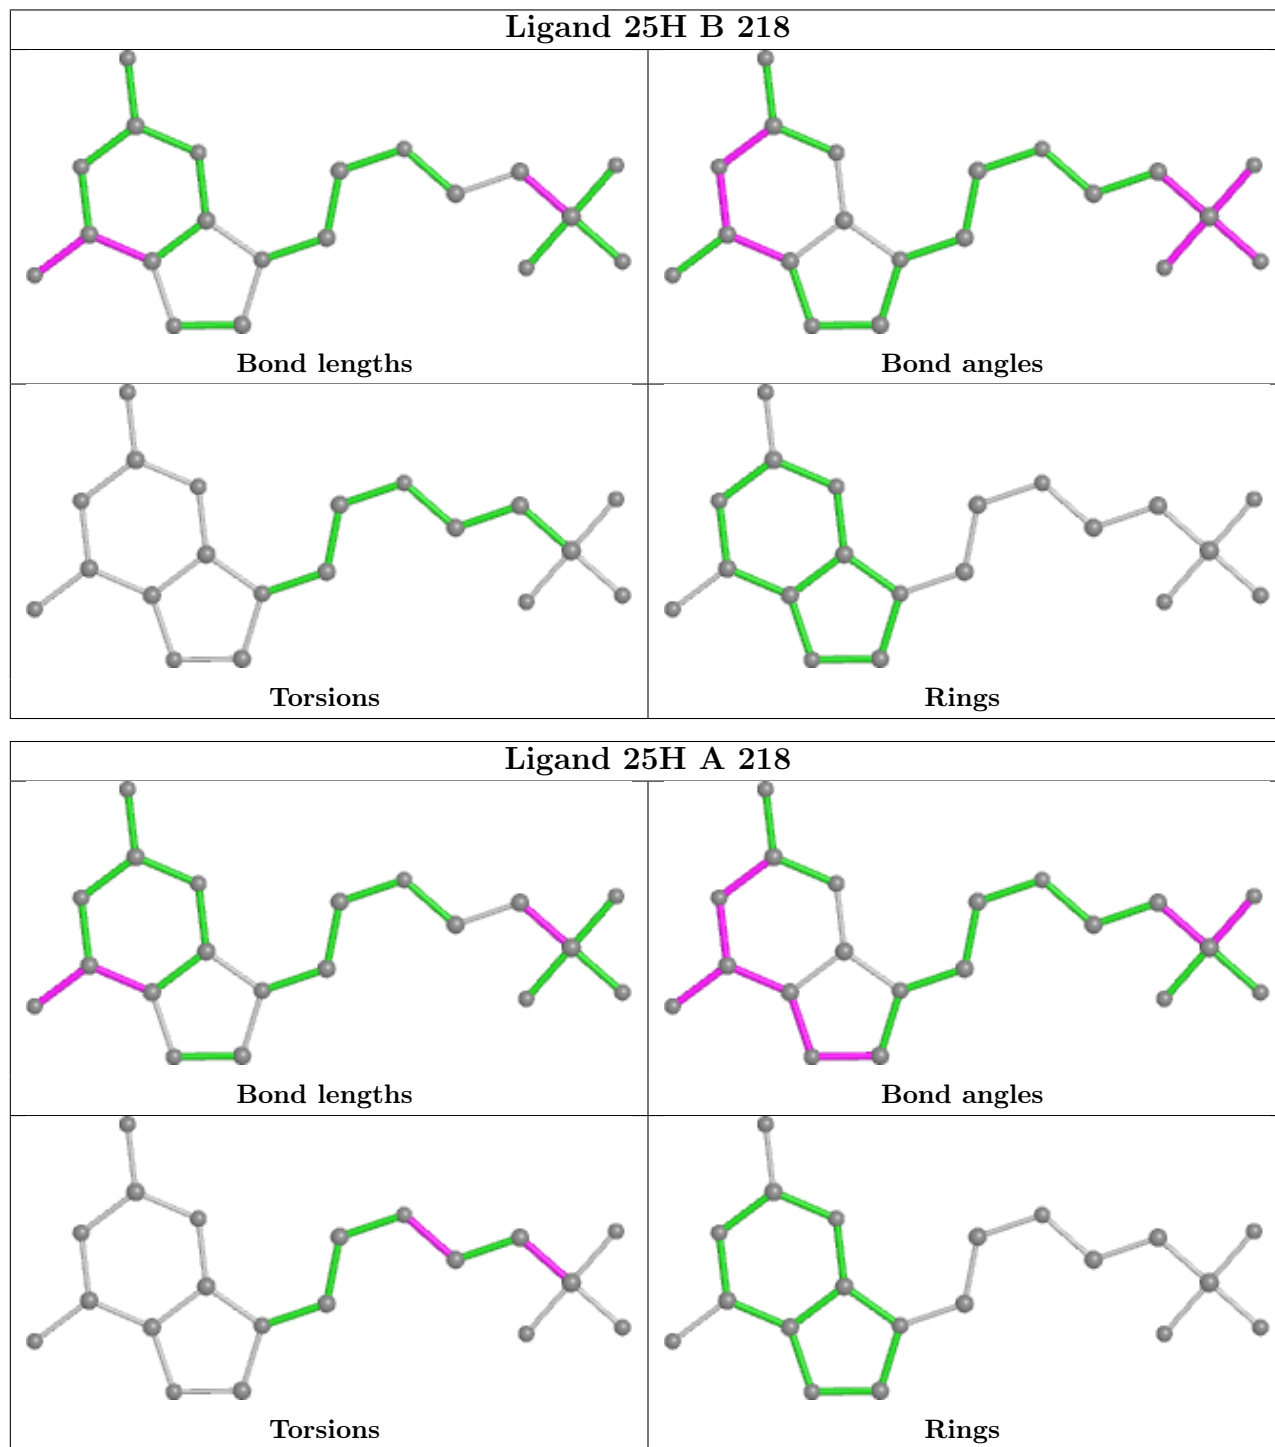 Ligand 25H B 218
Bond lengths
Bond angles
Torsions
Rings
Ligand 25H A 218
Bond lengths
Bond angles
Torsions
Rings